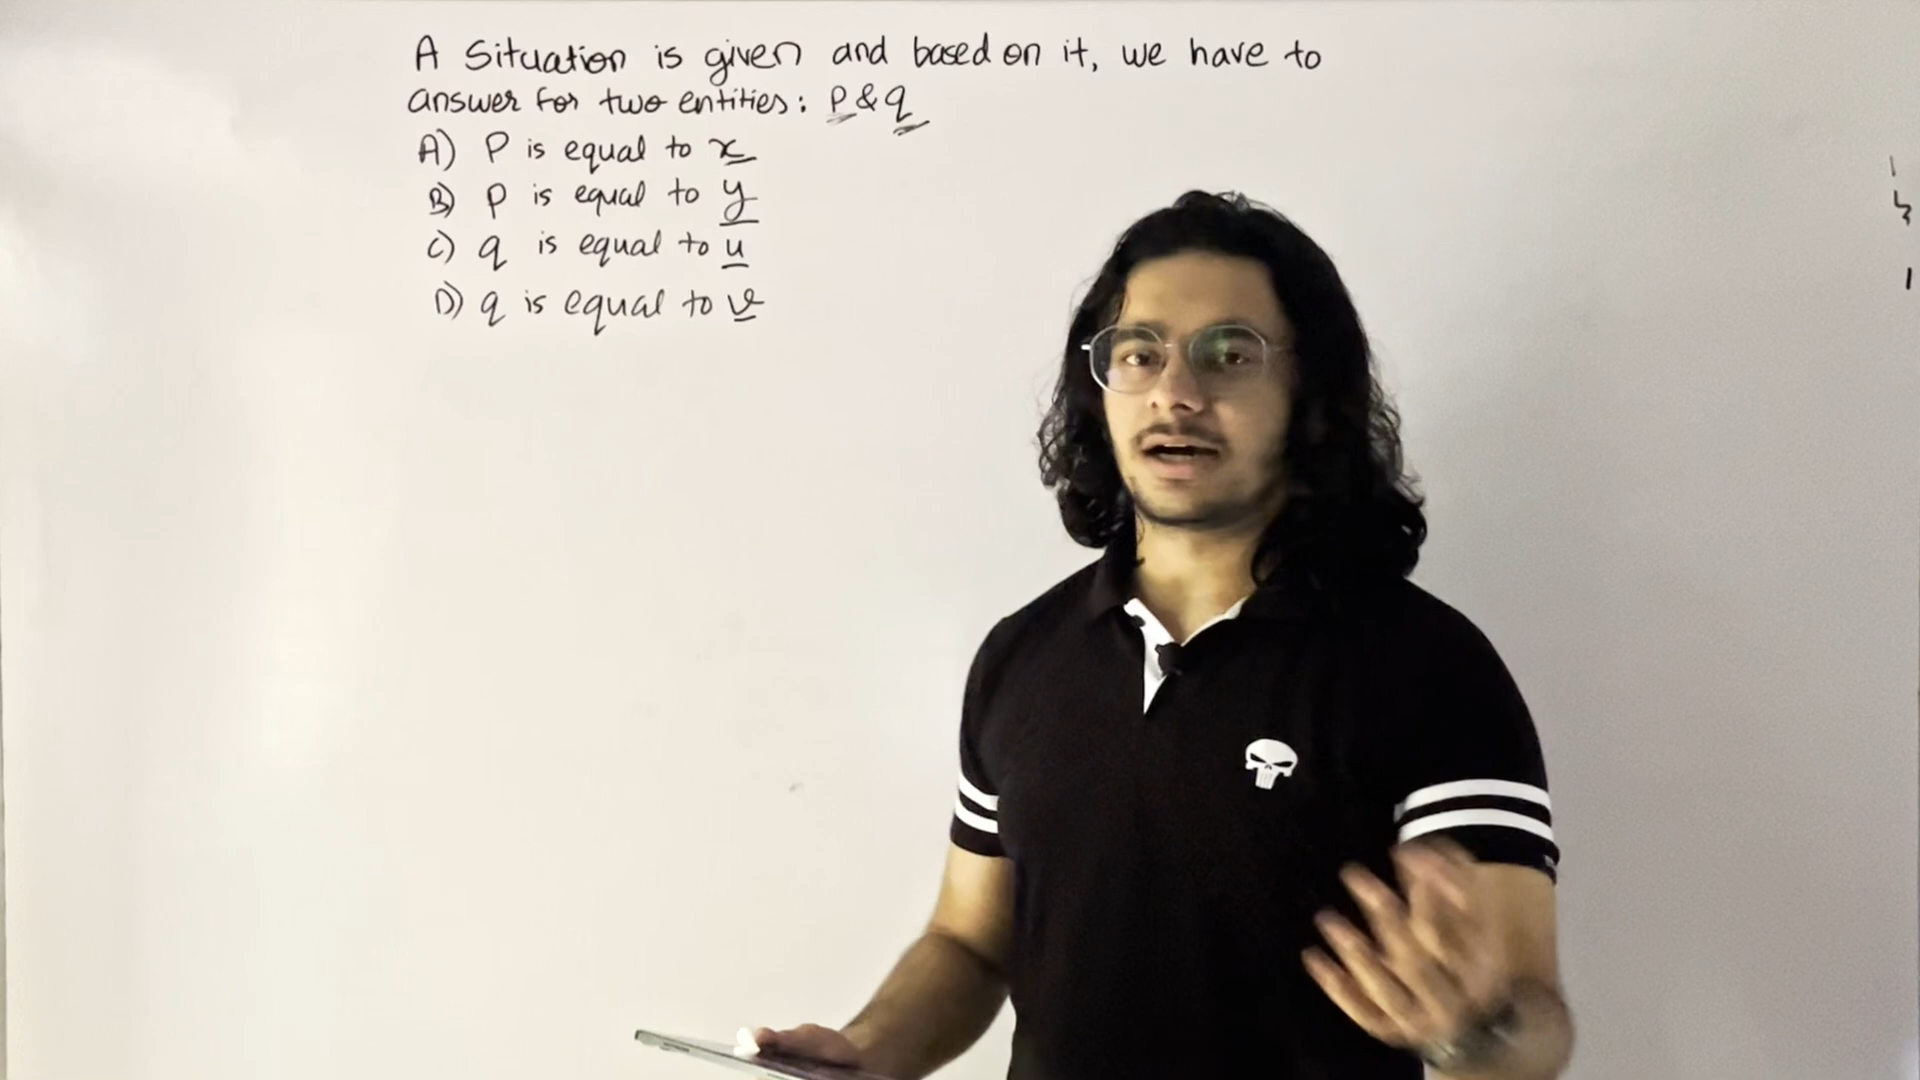 A Situation is given and based on it, we have to
answer for two entities: P & q
A) P is equal to x
B) P is equal to y
C) q is equal to u
D) q is equal to v